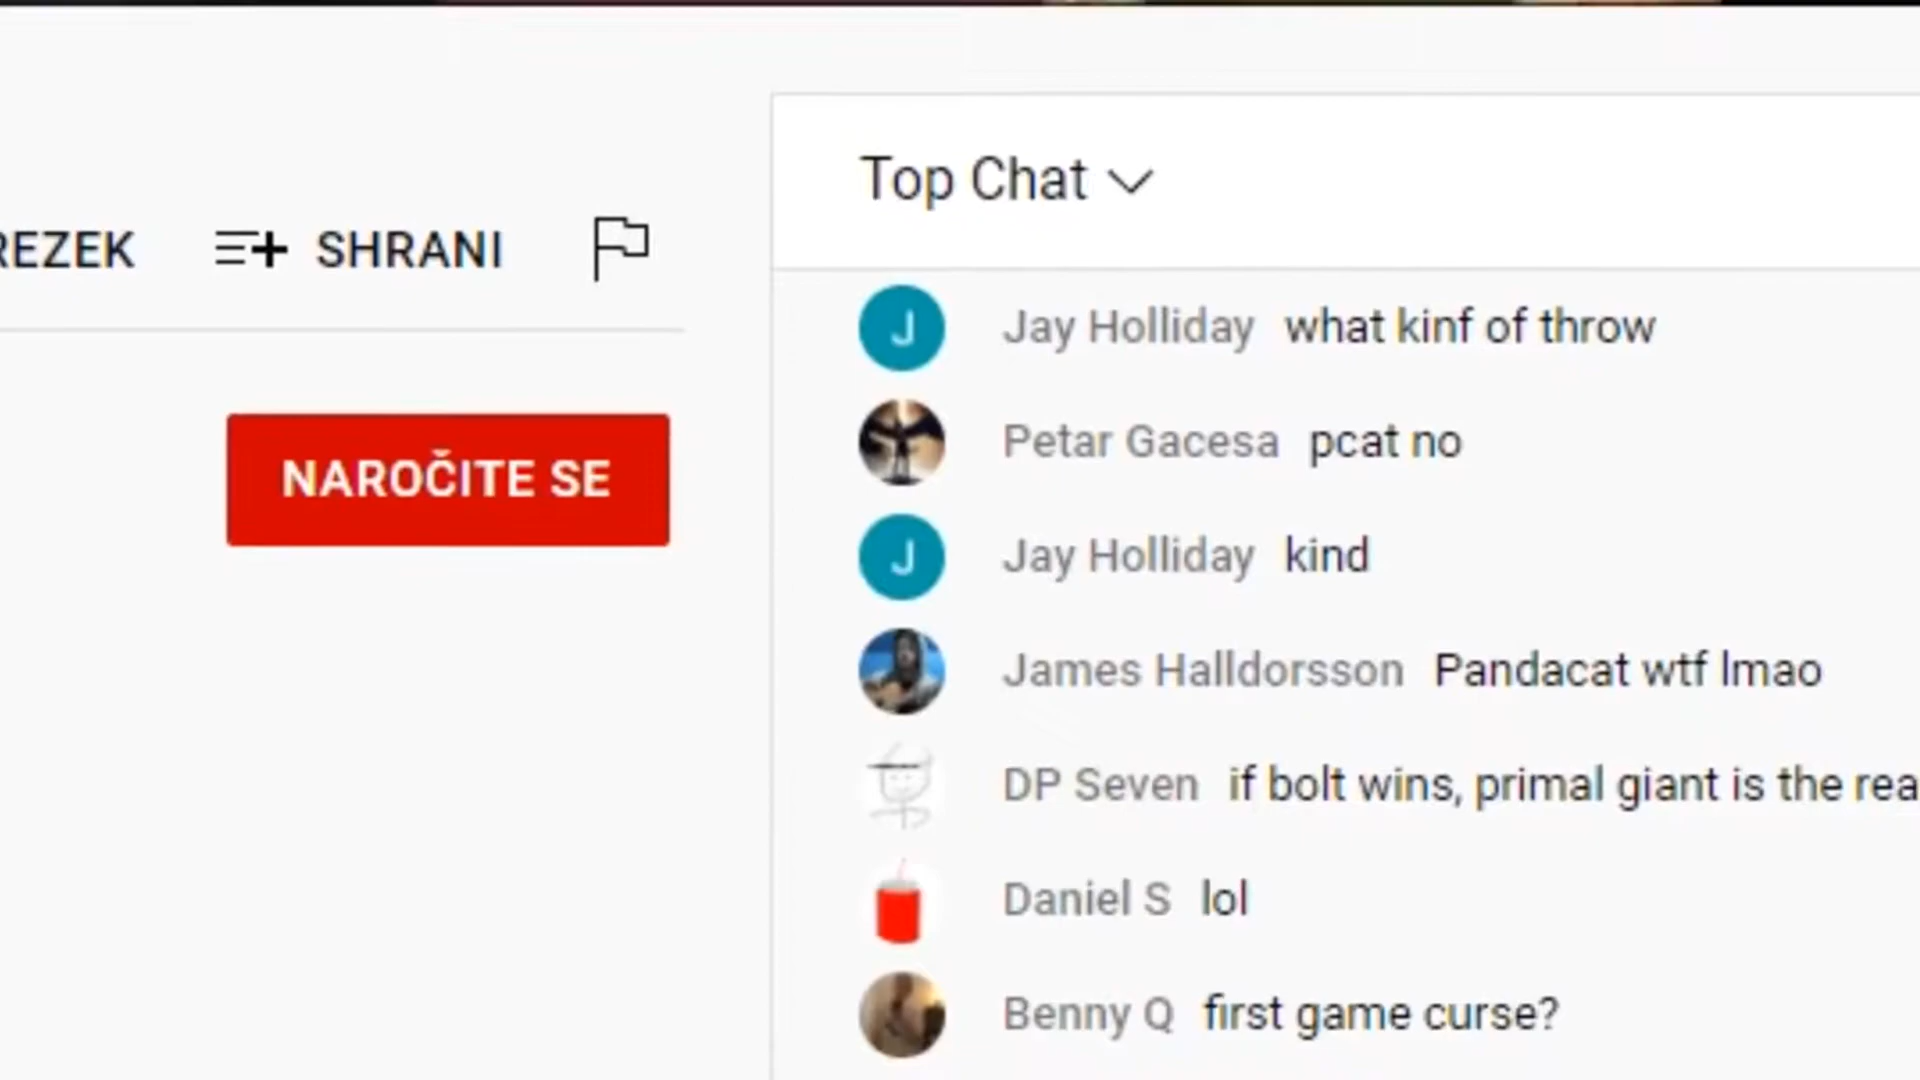 REZEK SHRANI
NAROČITE SE
Top Chat
J Jay Holliday what kinf of throw
Petar Gacesa pcat no
J Jay Holliday kind
James Halldorsson Pandacat wtf lmao
DP Seven if bolt wins, primal giant is the rea
Daniel S lol
Benny Q first game curse?